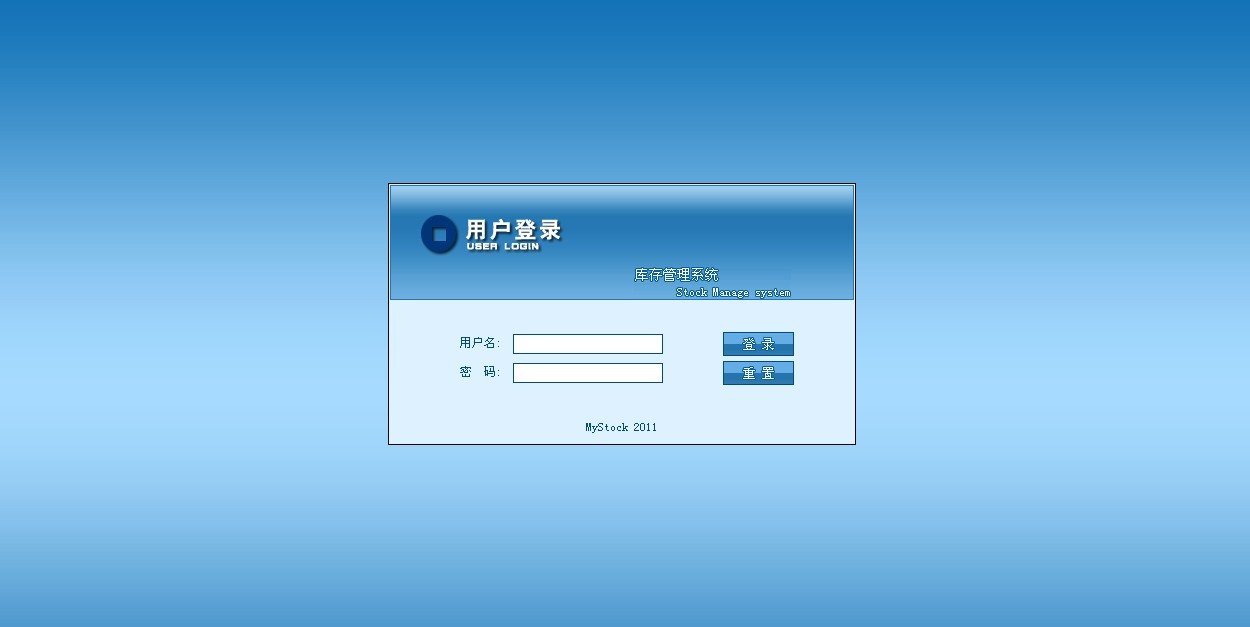 用户登录
USER LOGIN
库存管理系统
Stock Manage system
用户名:
登 录
密 码:
重 置
MyStock 2011